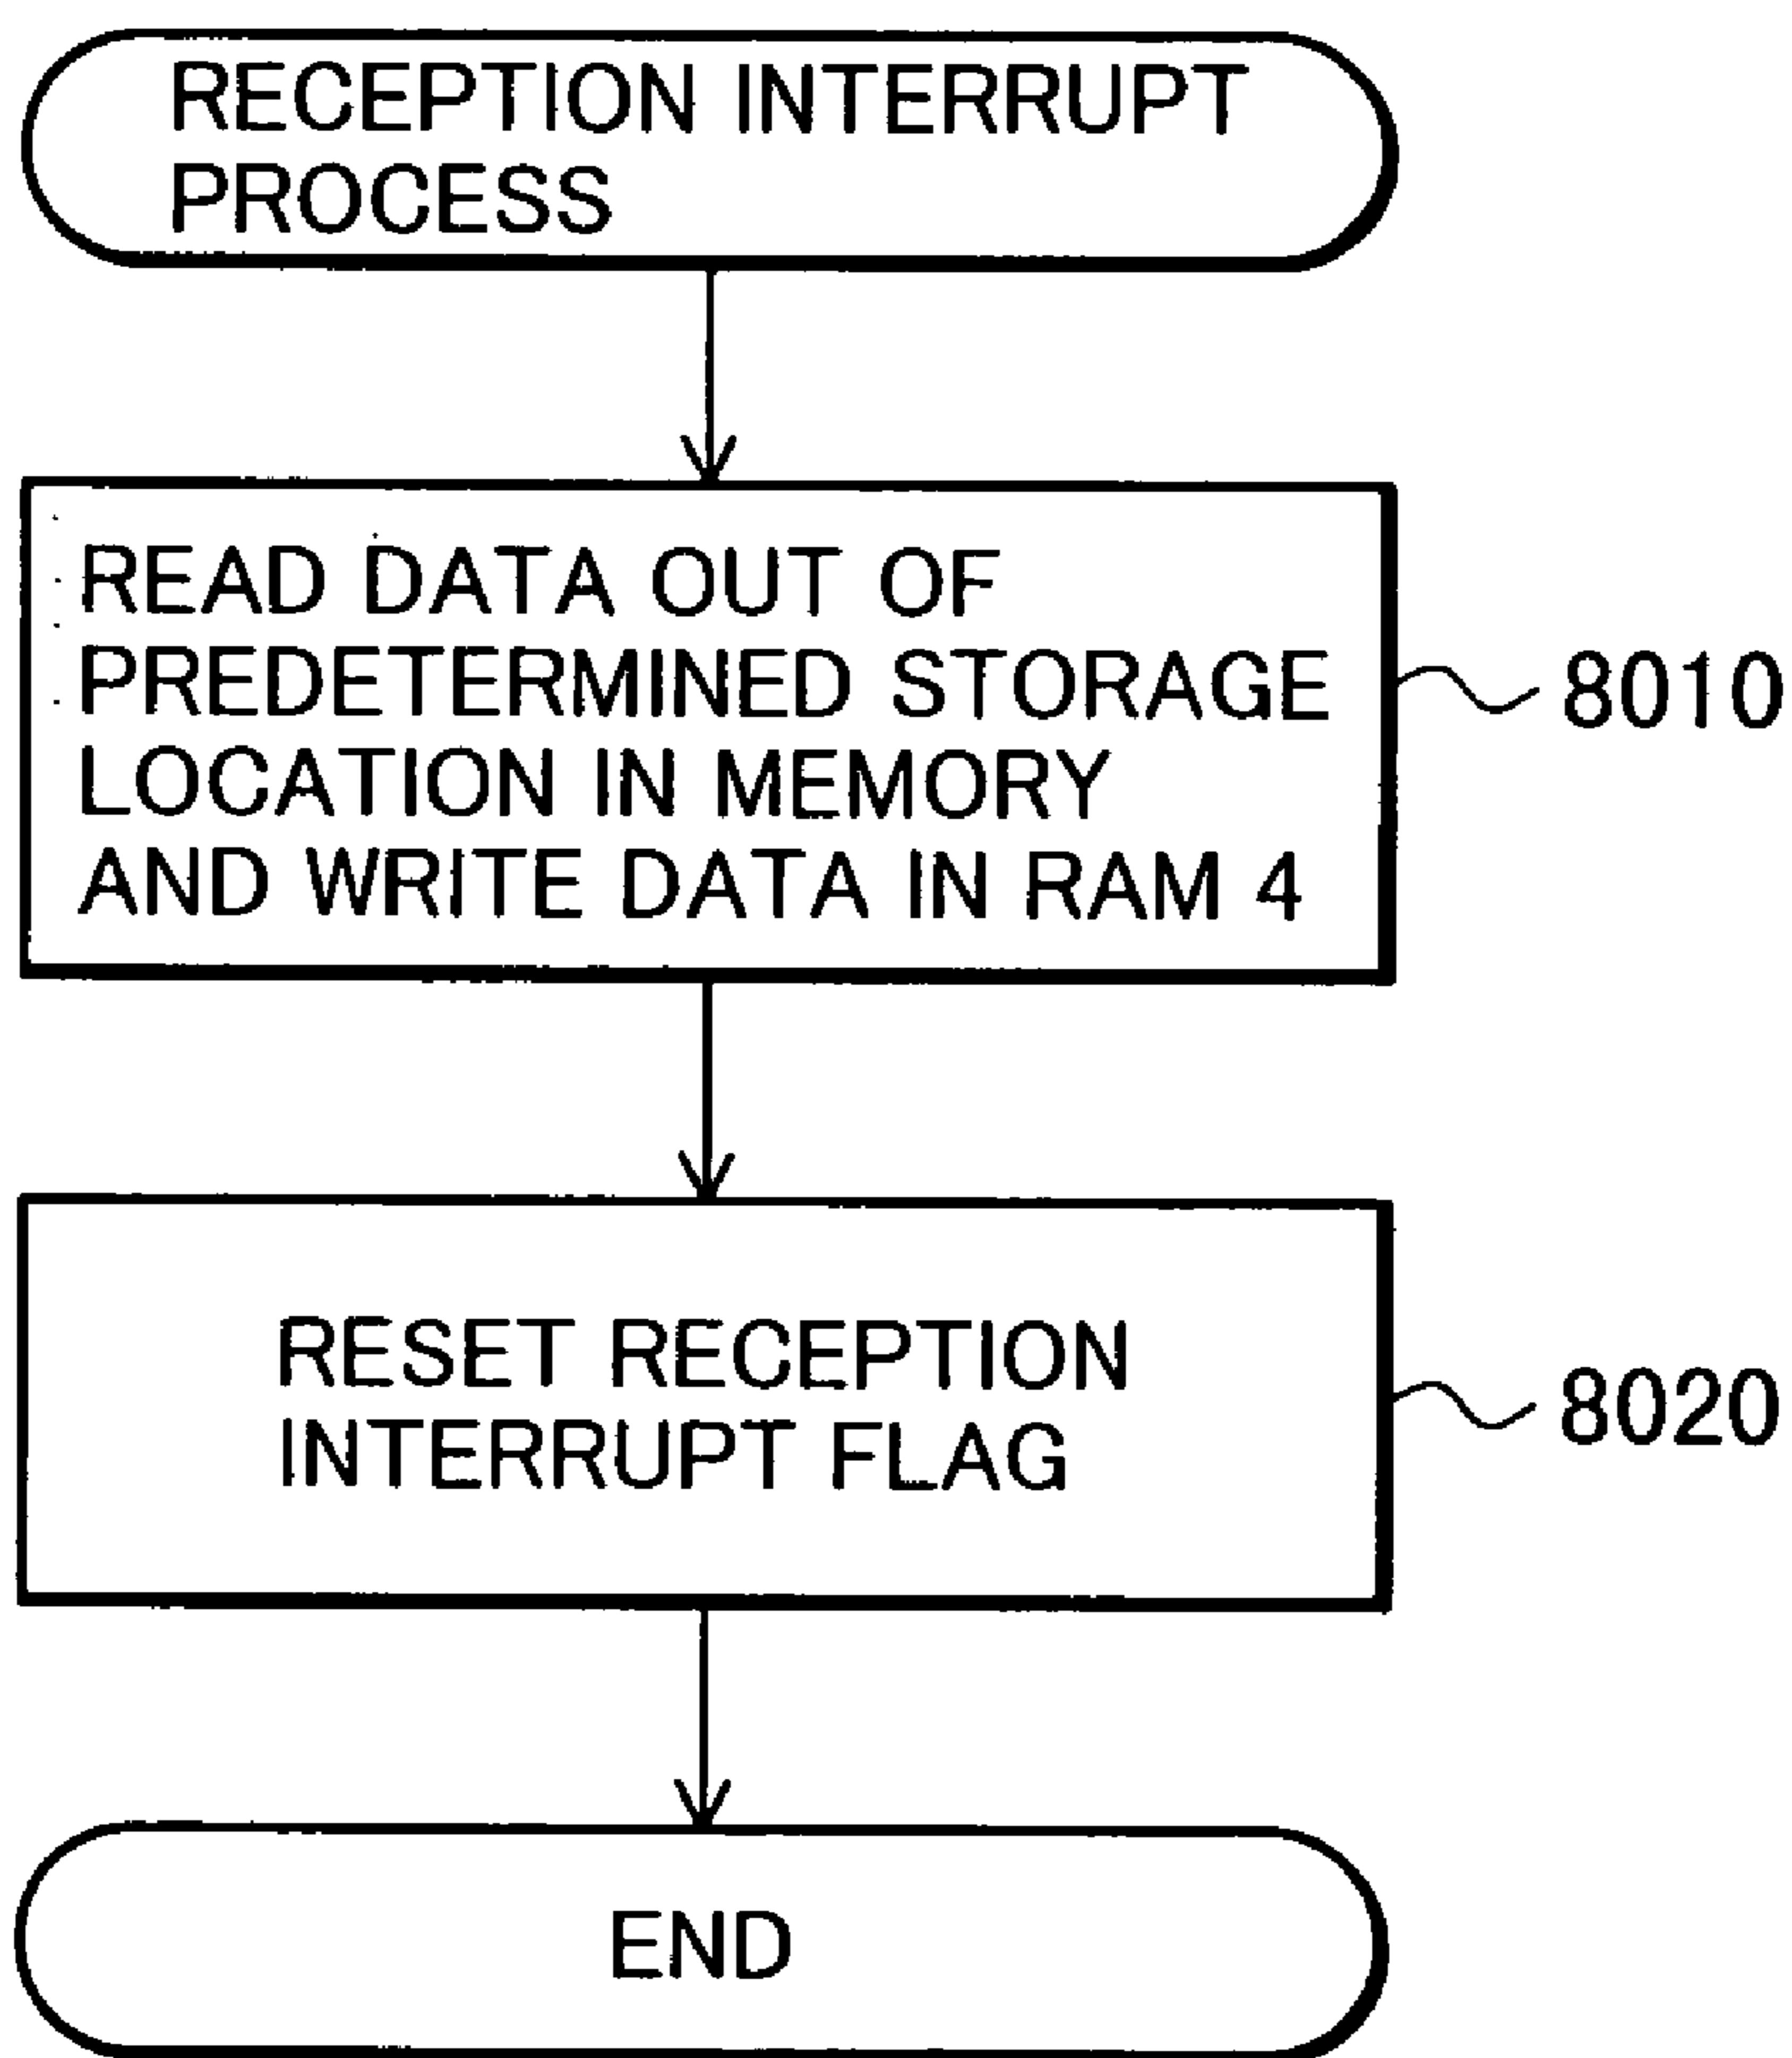 RECEPTION INTERRUPT
PROCESS
READ DATA OUT OF
PREDETERMINED STORAGE
LOCATION IN MEMORY
AND WRITE DATA IN RAM 4
8010
RESET RECEPTION
INTERRUPT FLAG
8020
END